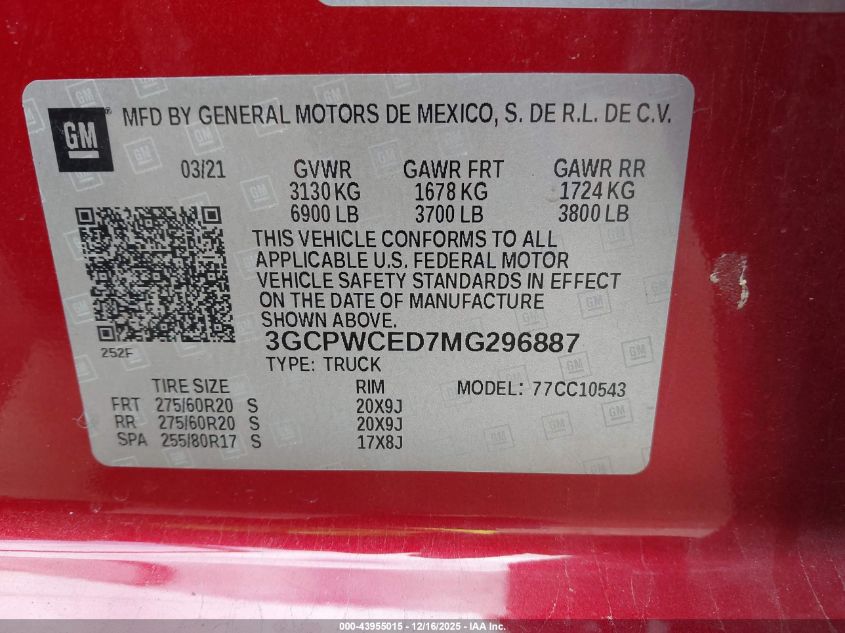 GM
MFD BY GENERAL MOTORS DE MEXICO, S. DE R.L. DE C.V.
03/21 GVWR GAWR FRT GAWR RR
3130 KG 1678 KG 1724 KG
6900 LB 3700 LB 3800 LB
THIS VEHICLE CONFORMS TO ALL
APPLICABLE U.S. FEDERAL MOTOR
VEHICLE SAFETY STANDARDS IN EFFECT
ON THE DATE OF MANUFACTURE
SHOWN ABOVE.
252F
3GCPWCED7MG296887
TYPE: TRUCK
TIRE SIZE RIM MODEL: 77CC10543
FRT 275/60R20 S 20X9J
RR 275/60R20 S 20X9J
SPA 255/80R17 S 17X8J
000-43955015 - 12/16/2025 - IAA Inc.